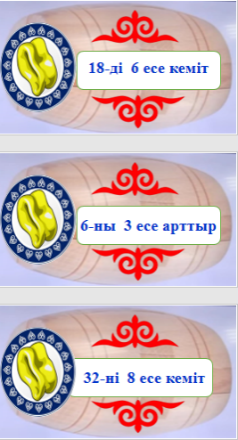 18-ді 6 есе кеміт
6-ны 3 есе арттыр
32-ні 8 есе кеміт